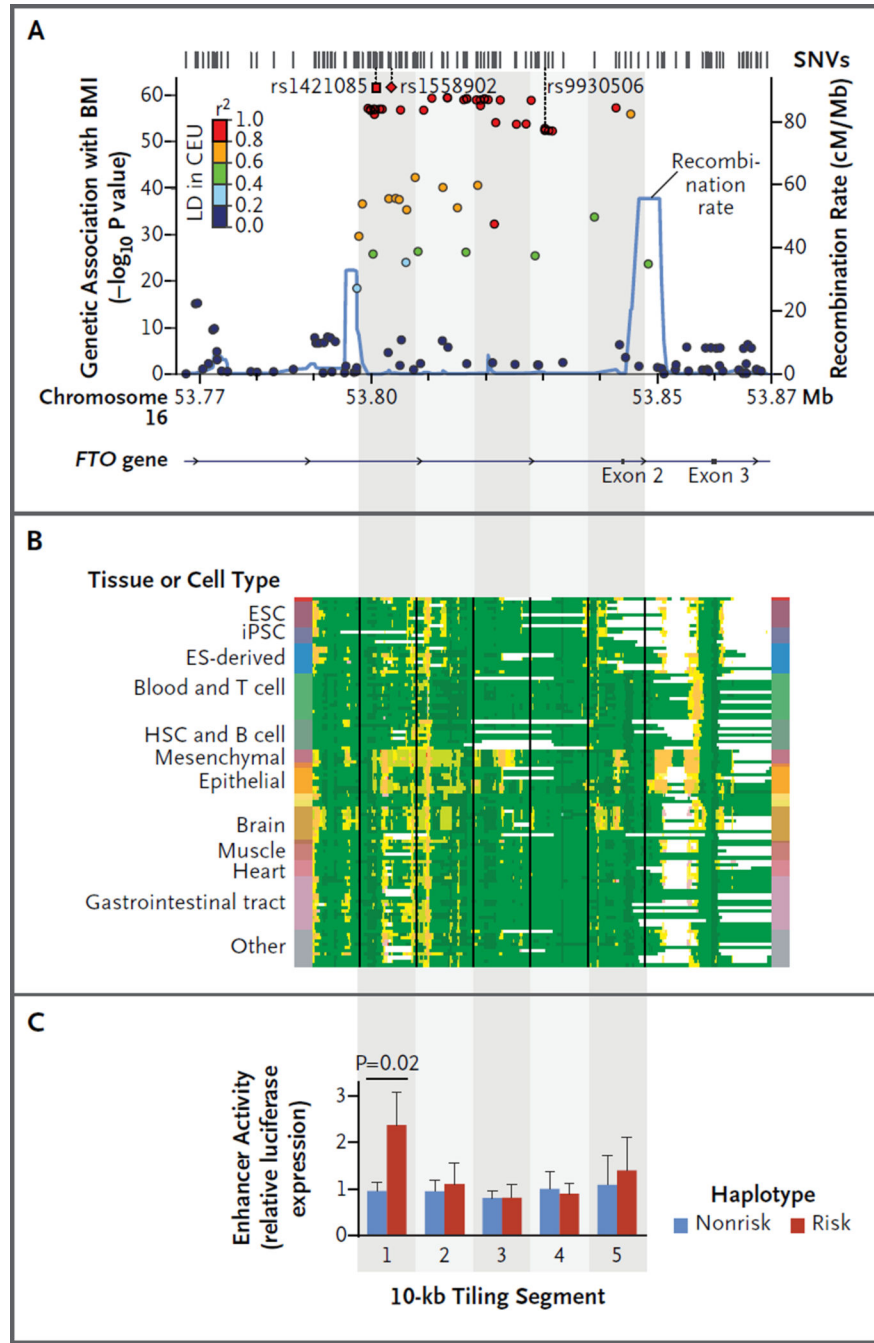 A
SNVs
rs1421085
rs1558902
rs9930506
Genetic Association with BMI
(−log10 P value)
60
50
40
30
20
10
0
LD in CEU
r²
1.0
0.8
0.6
0.4
0.2
0.0
Recombi-
nation
rate
80
60
40
20
0
Recombination Rate (cM/Mb)
Chromosome
16
53.77
53.80
53.85
53.87 Mb
FTO gene
Exon 2
Exon 3
B
Tissue or Cell Type
ESC
iPSC
ES-derived
Blood and T cell
HSC and B cell
Mesenchymal
Epithelial
Brain
Muscle
Heart
Gastrointestinal tract
Other
C
P=0.02
Enhancer Activity
(relative luciferase
expression)
3
2
1
0
1 2 3 4 5
10-kb Tiling Segment
Haplotype
Nonrisk Risk